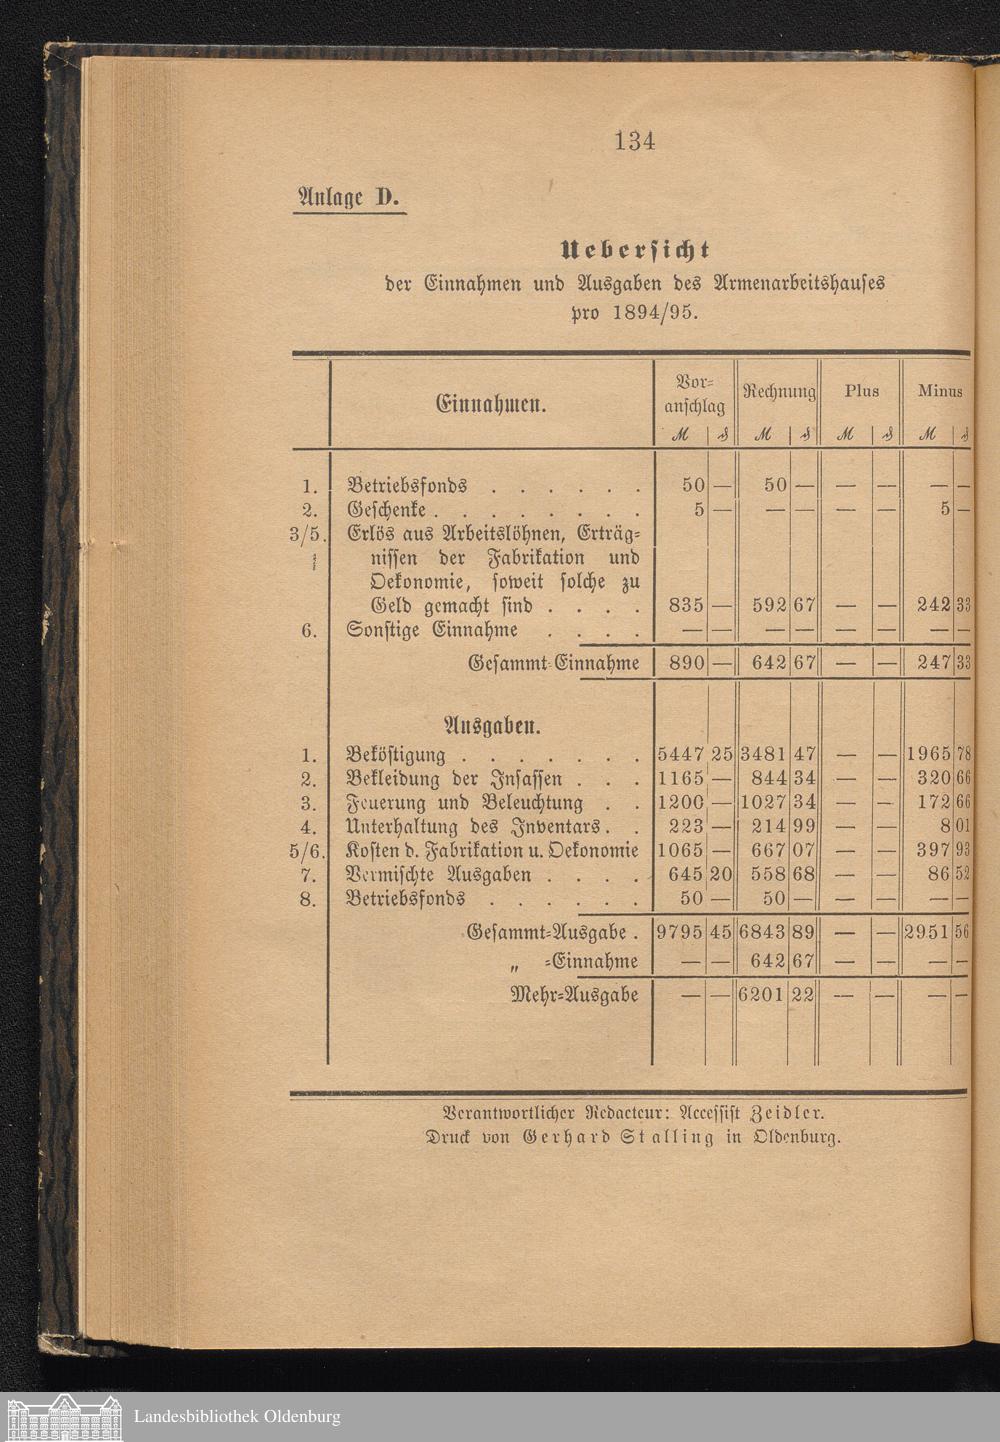 134
Anlage D.
Uebersicht
der Einnahmen und Ausgaben des Armenarbeitshauses
pro 1894/95.
Einnahmen. Vor= Rechnung Plus Minus
anschlag
ℳ ₰ ℳ ₰ ℳ ₰ ℳ ₰
1. Betriebsfonds . . . . . . 50 — 50 — — — — —
2. Geschenke . . . . . . . . 5 — — — — — 5 —
3/5. Erlös aus Arbeitslöhnen, Erträg=
nissen der Fabrikation und
Oekonomie, soweit solche zu
Geld gemacht sind . . . . 835 — 592 67 — — 242 33
6. Sonstige Einnahme . . . . — — — — — — — —
Gesammt=Einnahme 890 — 642 67 — — 247 33
Ausgaben.
1. Beköstigung . . . . . . . 5447 25 3481 47 — — 1965 78
2. Bekleidung der Insassen . . . 1165 — 844 34 — — 320 66
3. Feuerung und Beleuchtung . . 1200 — 1027 34 — — 172 66
4. Unterhaltung des Inventars . . 223 — 214 99 — — 8 01
5/6. Kosten d. Fabrikation u. Oekonomie 1065 — 667 07 — — 397 93
7. Vermischte Ausgaben . . . . 645 20 558 68 — — 86 52
8. Betriebsfonds . . . . . . 50 — 50 — — — — —
Gesammt=Ausgabe . 9795 45 6843 89 — — 2951 56
„ =Einnahme — — 642 67 — — — —
Mehr=Ausgabe — — 6201 22 — — — —
Verantwortlicher Redacteur: Accessist Zeidler.
Druck von Gerhard Stalling in Oldenburg.
Landesbibliothek Oldenburg